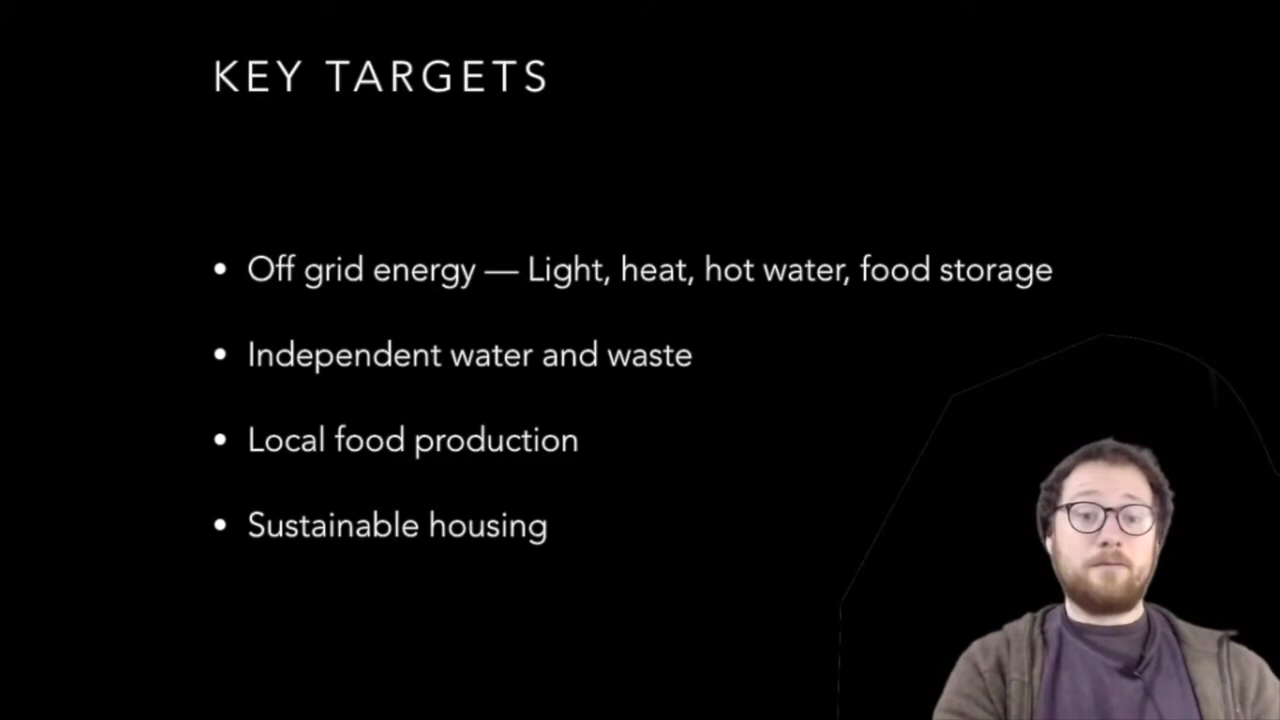 KEY TARGETS
• Off grid energy — Light, heat, hot water, food storage
• Independent water and waste
• Local food production
• Sustainable housing